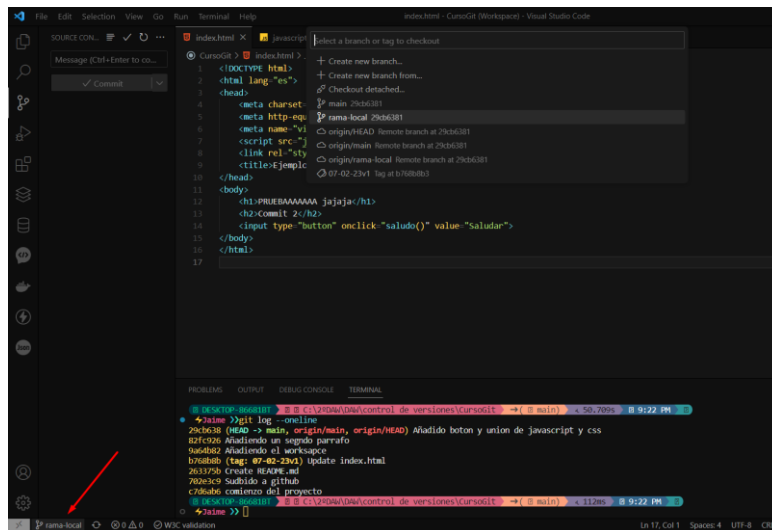 File Edit Selection View Go Run Terminal Help
index.html - CursoGit (Workspace) - Visual Studio Code
SOURCE CON...
Message (Ctrl+Enter to co...
Commit
index.html
javascript
Select a branch or tag to checkout
+ Create new branch...
+ Create new branch from...
Checkout detached...
main 29cb6381
rama-local 29cb6381
origin/HEAD Remote branch at 29cb6381
origin/main Remote branch at 29cb6381
origin/rama-local Remote branch at 29cb6381
07-02-23v1 Tag at b768b8b3
CursoGit > index.html >
1 <!DOCTYPE html>
2 <html lang="es">
3 <head>
4 <meta charset=
5 <meta http-equ
6 <meta name="vi
7 <script src="j
8 <link rel="sty
9 <title>Ejemplo
10 </head>
11 <body>
12 <h1>PRUEBAAAAAA jajaja</h1>
13 <h2>Commit 2</h2>
14 <input type="button" onclick="saludo()" value="Saludar">
15 </body>
16 </html>
17
PROBLEMS OUTPUT DEBUG CONSOLE TERMINAL
DESKTOP-86681BT C:\2ºDAW\DAW\control de versiones\CursoGit main 50.709s 9:22 PM
Jaime git log --oneline
29cb638 (HEAD -> main, origin/main, origin/HEAD) Añadido boton y union de javascript y css
82fc926 Añadiendo un segndo parrafo
9a64b82 Añadiendo el worksapce
b768b8b (tag: 07-02-23v1) Update index.html
263375b Create README.md
702e3c9 Sudbido a github
c7d6ab6 comienzo del proyecto
DESKTOP-86681BT C:\2ºDAW\DAW\control de versiones\CursoGit main 112ms 9:22 PM
Jaime
rama-local 0 0 W3C validation
Ln 17, Col 1 Spaces: 4 UTF-8